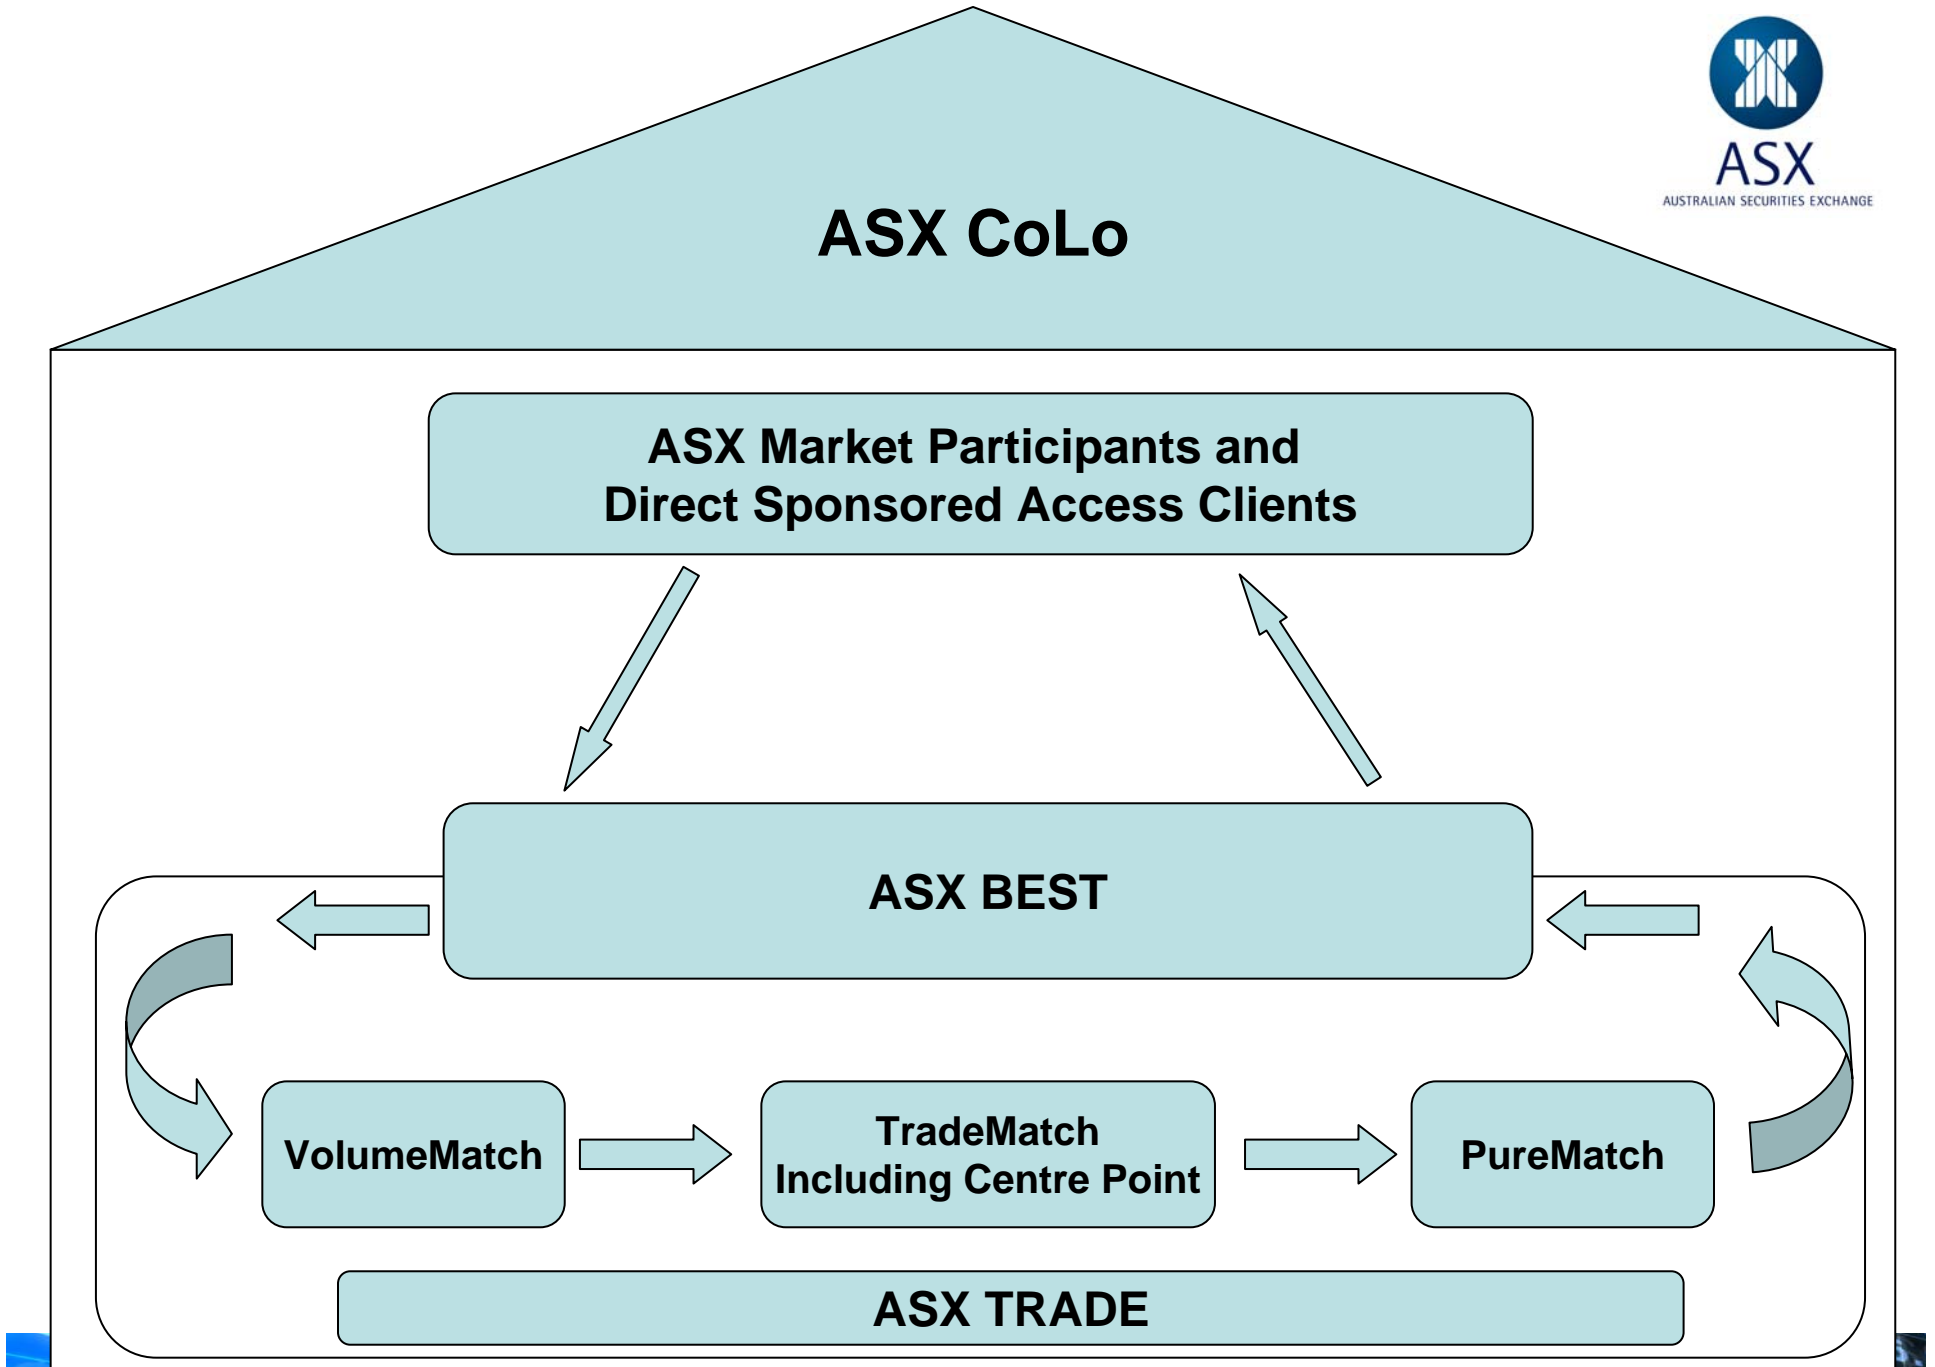 ASX
AUSTRALIAN SECURITIES EXCHANGE
ASX CoLo
ASX Market Participants and
Direct Sponsored Access Clients
ASX BEST
VolumeMatch
TradeMatch
Including Centre Point
PureMatch
ASX TRADE